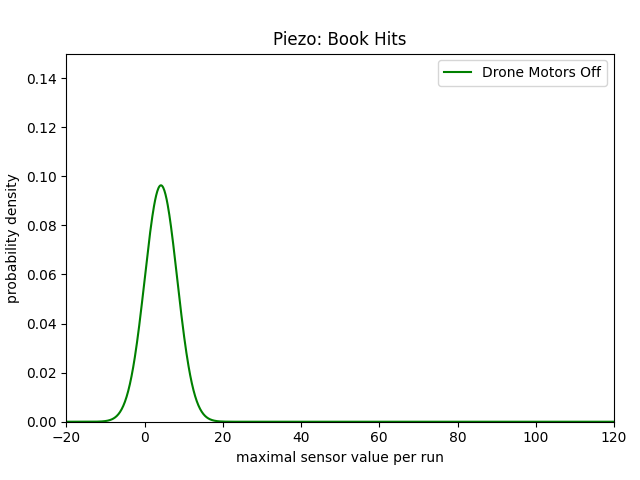 Piezo: Book Hits
Drone Motors Off
probability density
0.14
0.12
0.10
0.08
0.06
0.04
0.02
0.00
−20 0 20 40 60 80 100 120
maximal sensor value per run